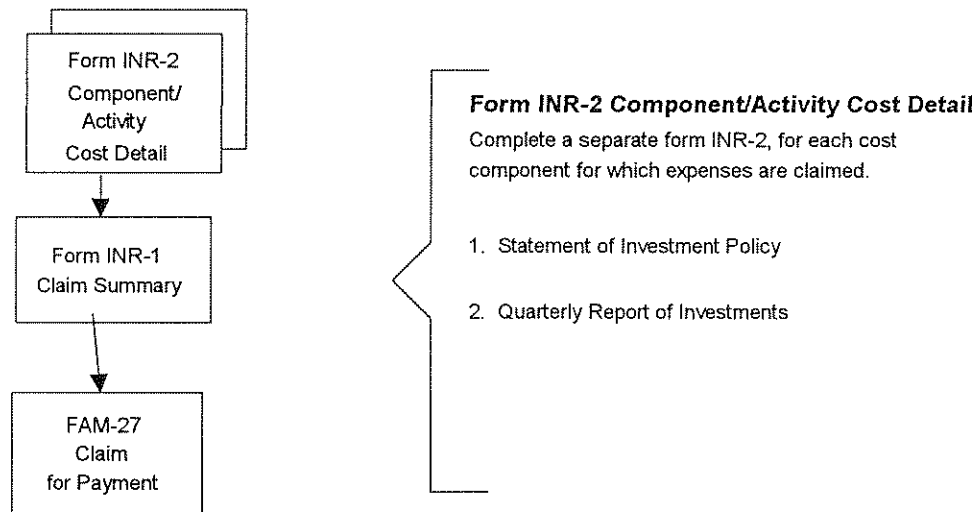 Form INR-2
Component/
Activity
Cost Detail
Form INR-1
Claim Summary
FAM-27
Claim
for Payment
Form INR-2 Component/Activity Cost Detail
Complete a separate form INR-2, for each cost
component for which expenses are claimed.
1. Statement of Investment Policy
2. Quarterly Report of Investments